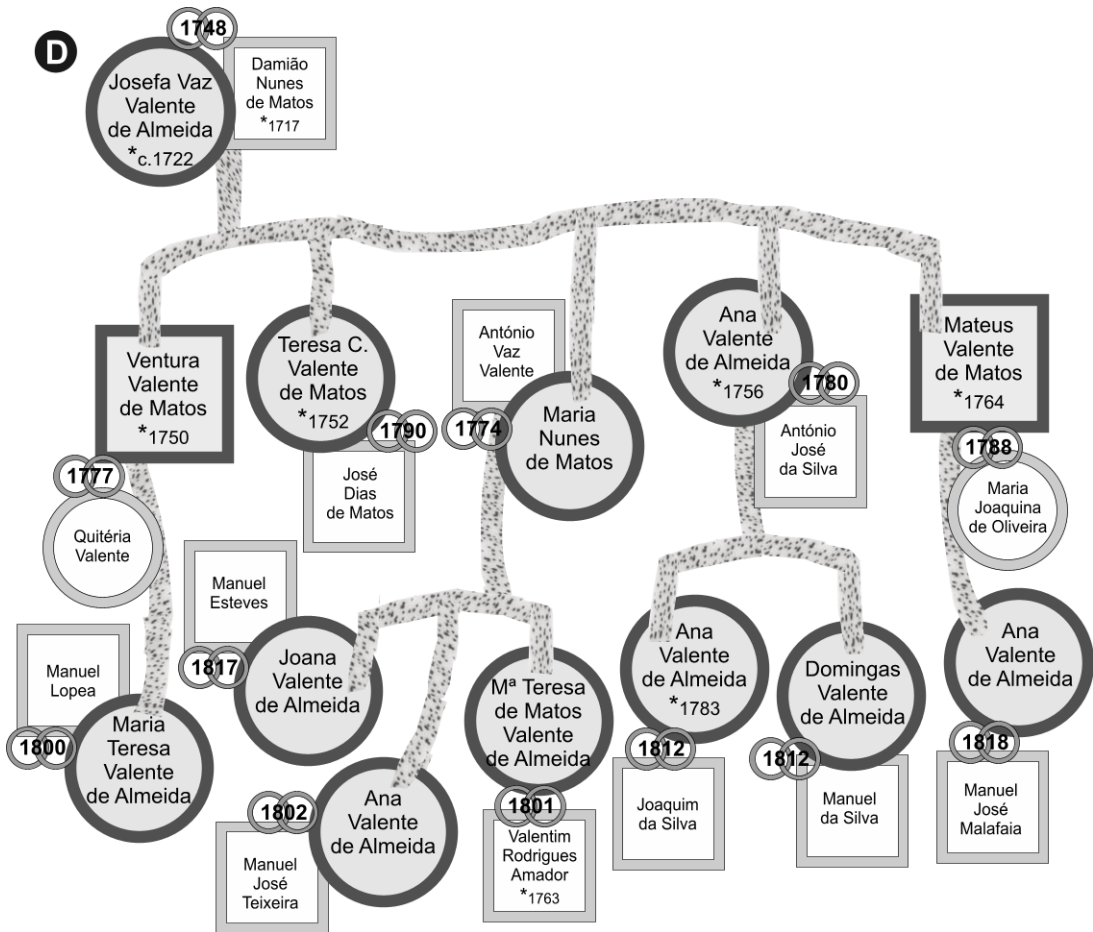 D
1748
Josefa Vaz
Valente
de Almeida
*c.1722
Damião
Nunes
de Matos
*1717
Ventura
Valente
de Matos
*1750
1777
Quitéria
Valente
Teresa C.
Valente
de Matos
*1752
1790
José
Dias
de Matos
António
Vaz
Valente
1774
Maria
Nunes
de Matos
Ana
Valente
de Almeida
*1756
1780
António
José
da Silva
Mateus
Valente
de Matos
*1764
1788
Maria
Joaquina
de Oliveira
Manuel
Lopea
1800
Maria
Teresa
Valente
de Almeida
Manuel
Esteves
1817
Joana
Valente
de Almeida
1802
Manuel
José
Teixeira
Ana
Valente
de Almeida
Mª Teresa
de Matos
Valente
de Almeida
1801
Valentim
Rodrigues
Amador
*1763
Ana
Valente
de Almeida
*1783
1812
Joaquim
da Silva
Domingas
Valente
de Almeida
1812
Manuel
da Silva
Ana
Valente
de Almeida
1818
Manuel
José
Malafaia